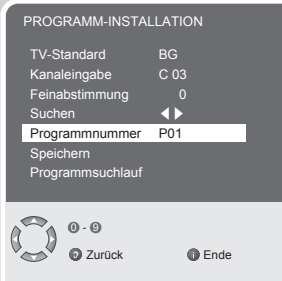 PROGRAMM-INSTALLATION
TV-Standard BG
Kanaleingabe C 03
Feinabstimmung 0
Suchen
Programmnummer P01
Speichern
Programmsuchlauf
0 - 9
Zurück i Ende